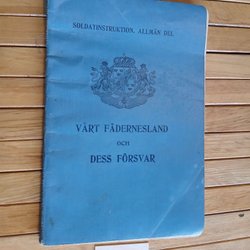 SOLDATINSTRUKTION, ALLMÄN DEL
VÅRT FÄDERNESLAND
OCH
DESS FÖRSVAR